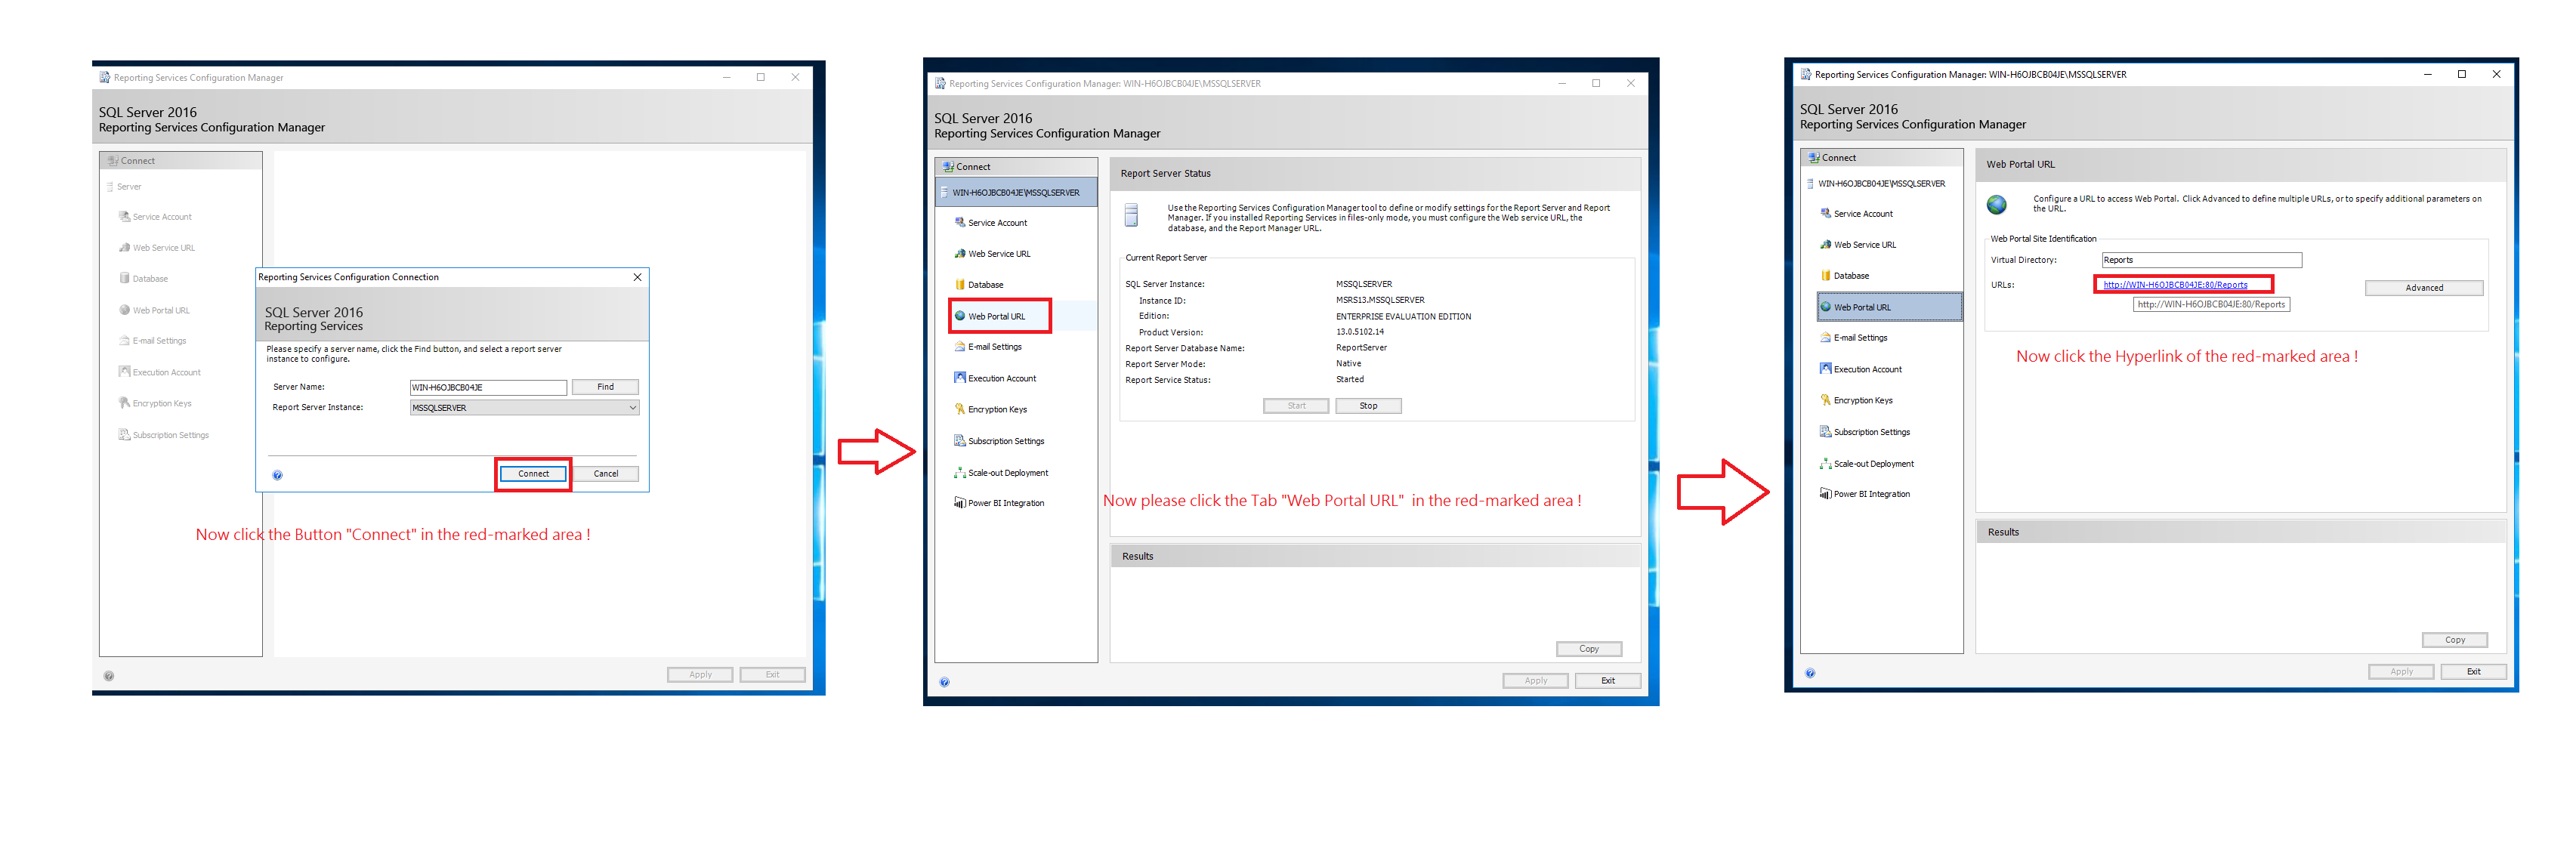 Reporting Services Configuration Manager
SQL Server 2016
Reporting Services Configuration Manager
Connect
Server
Service Account
Web Service URL
Database
Web Portal URL
E-mail Settings
Execution Account
Encryption Keys
Subscription Settings
Reporting Services Configuration Connection
SQL Server 2016
Reporting Services
Please specify a server name, click the Find button, and select a report server
instance to configure.
Server Name: WIN-H6OJBCB04JE Find
Report Server Instance: MSSQLSERVER
Connect Cancel
Now click the Button "Connect" in the red-marked area !
Apply Exit
Reporting Services Configuration Manager: WIN-H6OJBCB04JE\MSSQLSERVER
SQL Server 2016
Reporting Services Configuration Manager
Connect
WIN-H6OJBCB04JE\MSSQLSERVER
Service Account
Web Service URL
Database
Web Portal URL
E-mail Settings
Execution Account
Encryption Keys
Subscription Settings
Scale-out Deployment
Power BI Integration
Report Server Status
Use the Reporting Services Configuration Manager tool to define or modify settings for the Report Server and Report
Manager. If you installed Reporting Services in files-only mode, you must configure the Web service URL, the
database, and the Report Manager URL.
Current Report Server
SQL Server Instance: MSSQLSERVER
Instance ID: MSRS13.MSSQLSERVER
Edition: ENTERPRISE EVALUATION EDITION
Product Version: 13.0.5102.14
Report Server Database Name: ReportServer
Report Server Mode: Native
Report Service Status: Started
Start Stop
Now please click the Tab "Web Portal URL" in the red-marked area !
Results
Copy
Apply Exit
Reporting Services Configuration Manager: WIN-H6OJBCB04JE\MSSQLSERVER
SQL Server 2016
Reporting Services Configuration Manager
Connect
WIN-H6OJBCB04JE\MSSQLSERVER
Service Account
Web Service URL
Database
Web Portal URL
E-mail Settings
Execution Account
Encryption Keys
Subscription Settings
Scale-out Deployment
Power BI Integration
Web Portal URL
Configure a URL to access Web Portal. Click Advanced to define multiple URLs, or to specify additional parameters on
the URL.
Web Portal Site Identification
Virtual Directory: Reports
URLs: http://WIN-H6OJBCB04JE:80/Reports Advanced
http://WIN-H6OJBCB04JE:80/Reports
Now click the Hyperlink of the red-marked area !
Results
Copy
Apply Exit